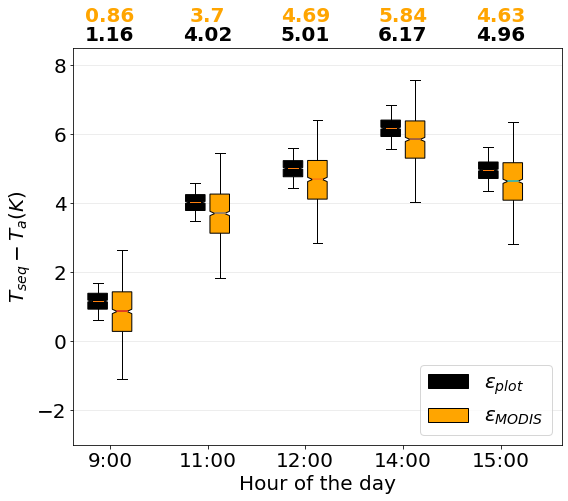 0.86 3.7 4.69 5.84 4.63
1.16 4.02 5.01 6.17 4.96
8
6
4
2
0
−2
T_seq − T_a(K)
ε_plot
ε_MODIS
9:00 11:00 12:00 14:00 15:00
Hour of the day